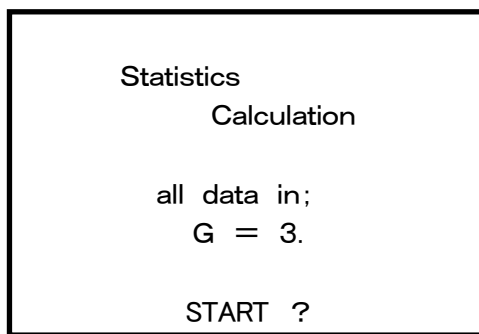 Statistics
Calculation
all data in;
G = 3.
START ?